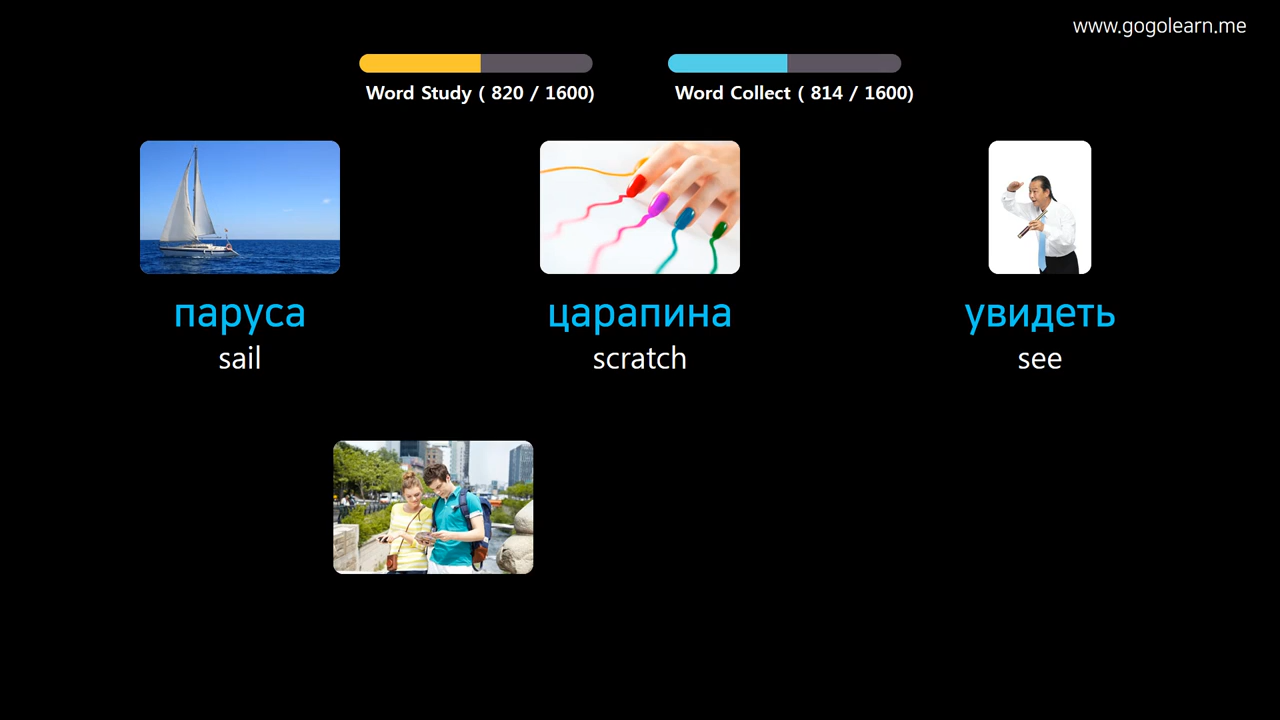 www.gogolearn.me
Word Study ( 820 / 1600)
Word Collect ( 814 / 1600)
паруса
царапина
увидеть
sail
scratch
see